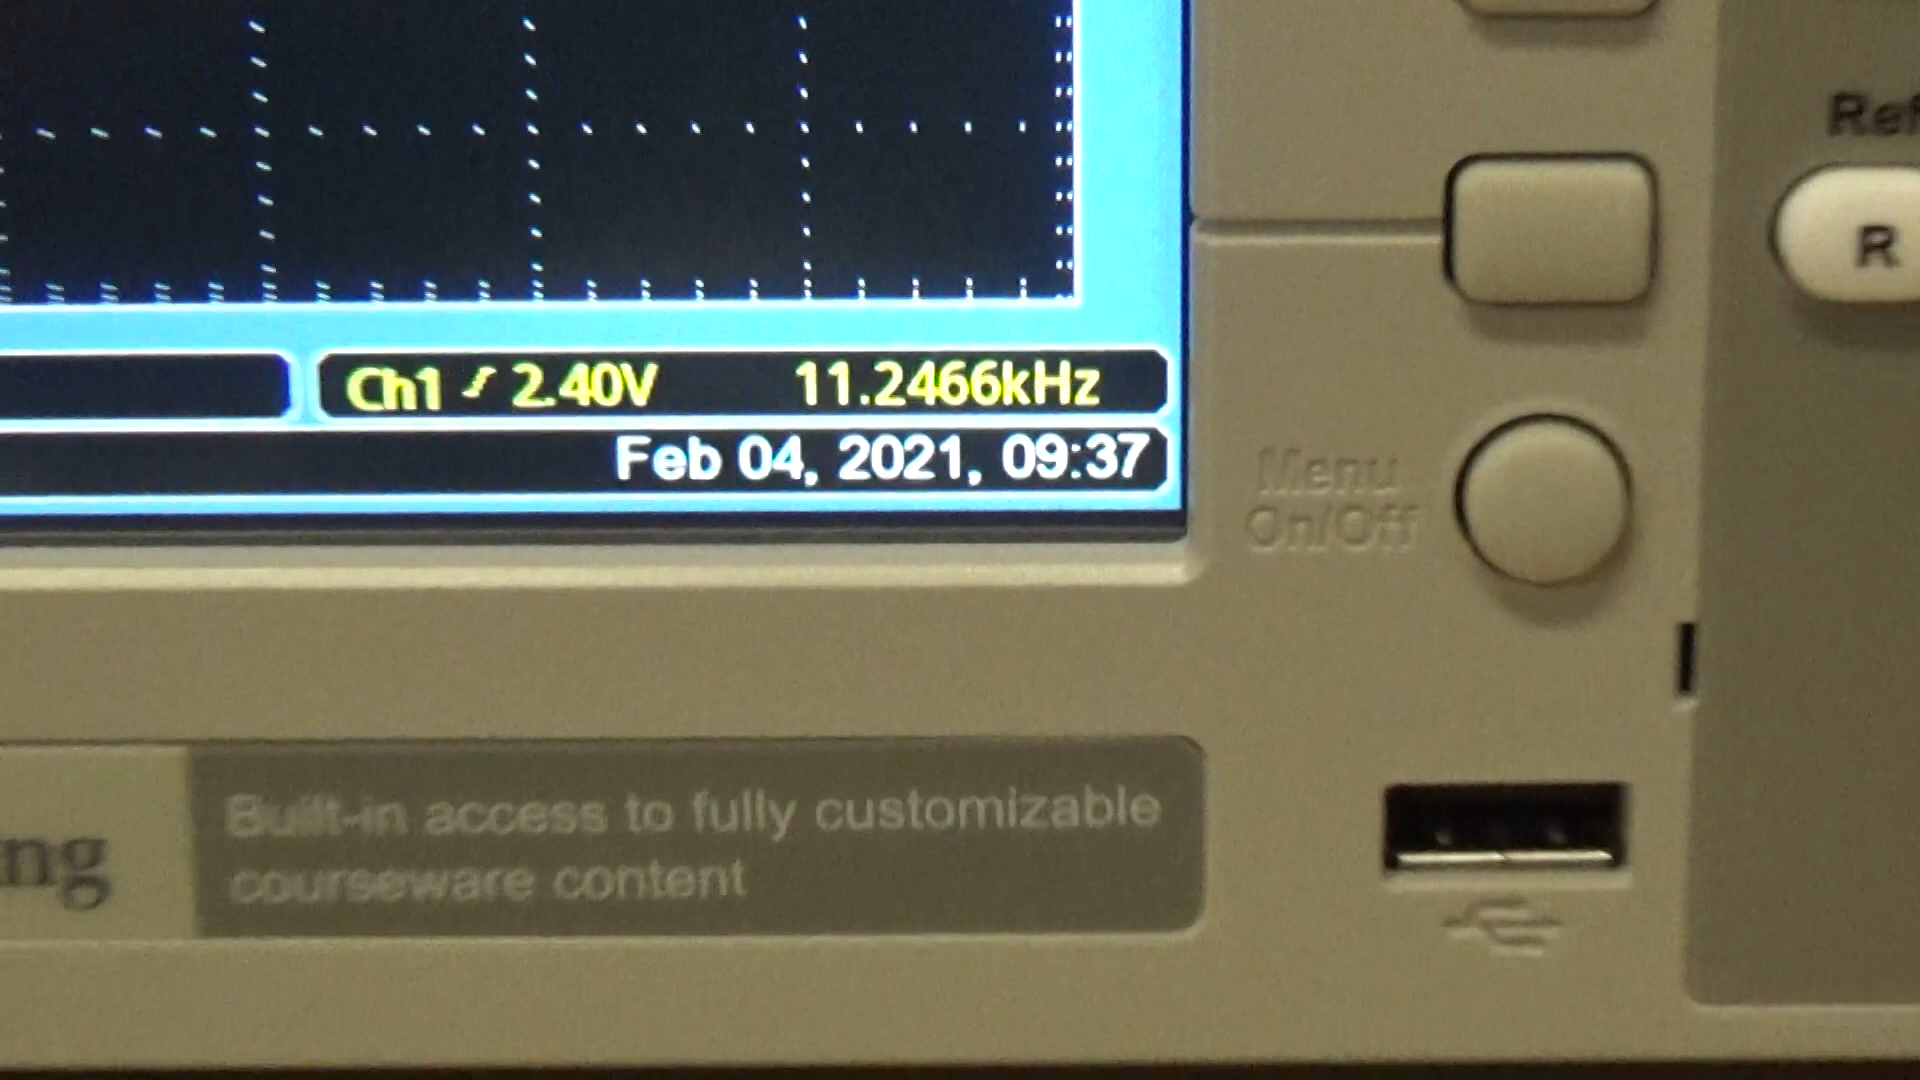 Ref
R
Ch1 2.40V 11.2466kHz
Feb 04, 2021, 09:37
Menu
On/Off
ng
Built-in access to fully customizable
courseware content